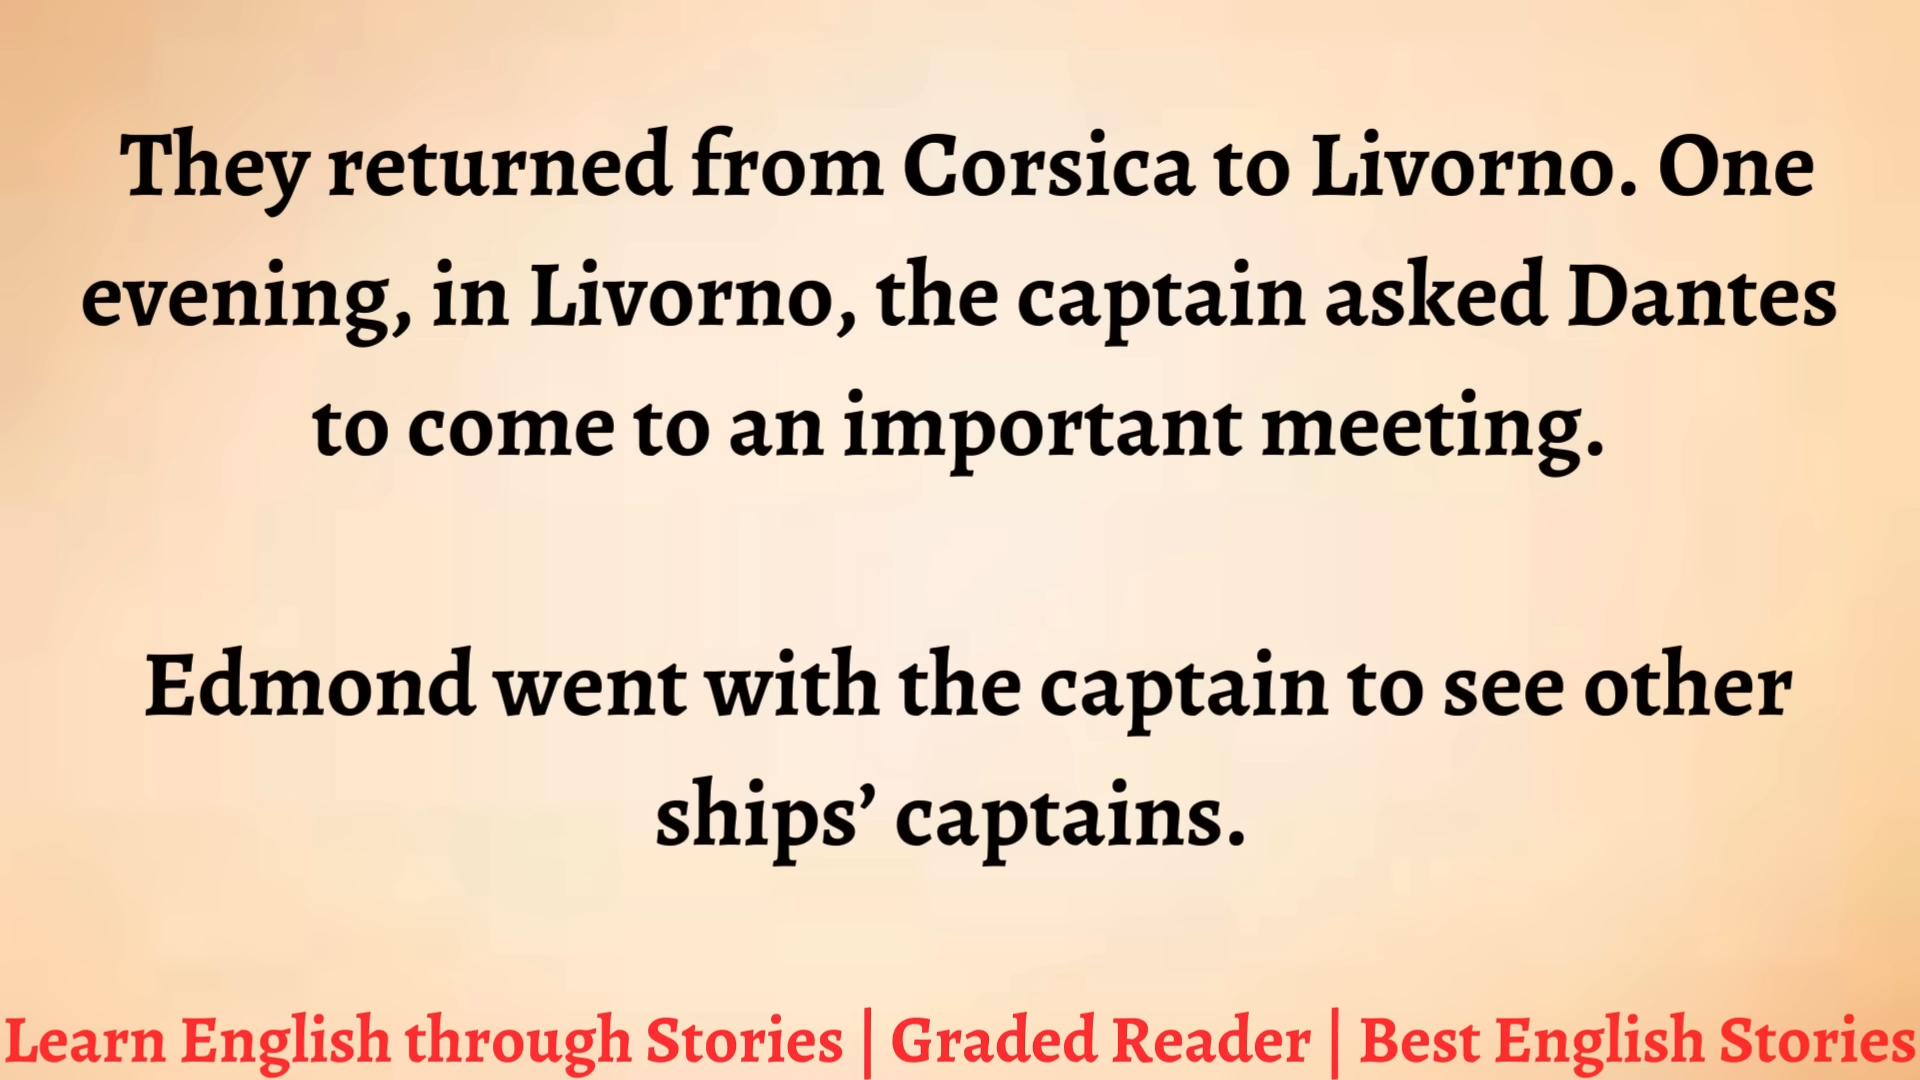 They returned from Corsica to Livorno. One
evening, in Livorno, the captain asked Dantes
to come to an important meeting.
Edmond went with the captain to see other
ships’ captains.
Learn English through Stories | Graded Reader | Best English Stories